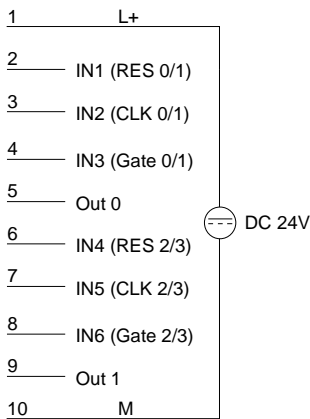 1 L+
2 IN1 (RES 0/1)
3 IN2 (CLK 0/1)
4 IN3 (Gate 0/1)
5 Out 0
DC 24V
6 IN4 (RES 2/3)
7 IN5 (CLK 2/3)
8 IN6 (Gate 2/3)
9 Out 1
10 M